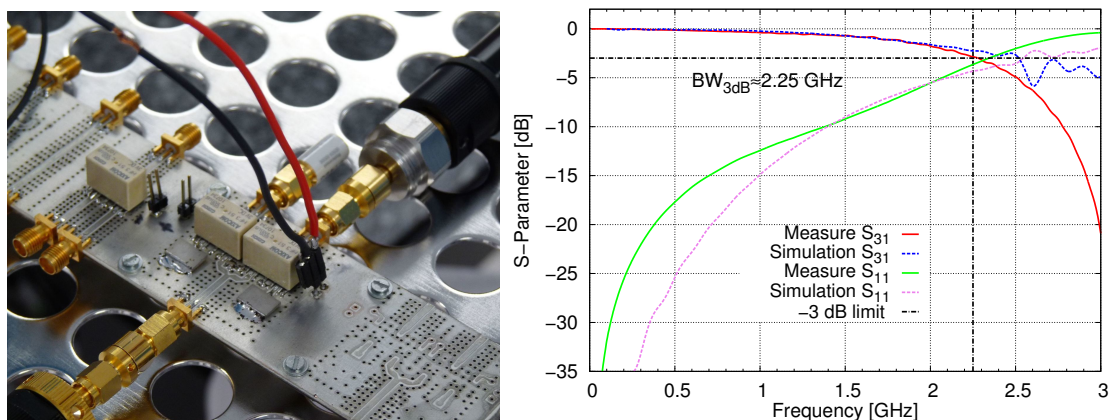 S−Parameter [dB]
0
−5
−10
−15
−20
−25
−30
−35
BW3dB≈2.25 GHz
Measure S31
Simulation S31
Measure S11
Simulation S11
−3 dB limit
0
0.5
1
1.5
2
2.5
3
Frequency [GHz]